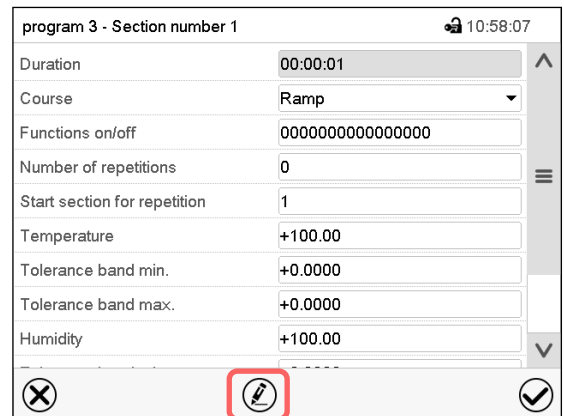 program 3 - Section number 1 10:58:07
Duration 00:00:01
Course Ramp
Functions on/off 0000000000000000
Number of repetitions 0
Start section for repetition 1
Temperature +100.00
Tolerance band min. +0.0000
Tolerance band max. +0.0000
Humidity +100.00